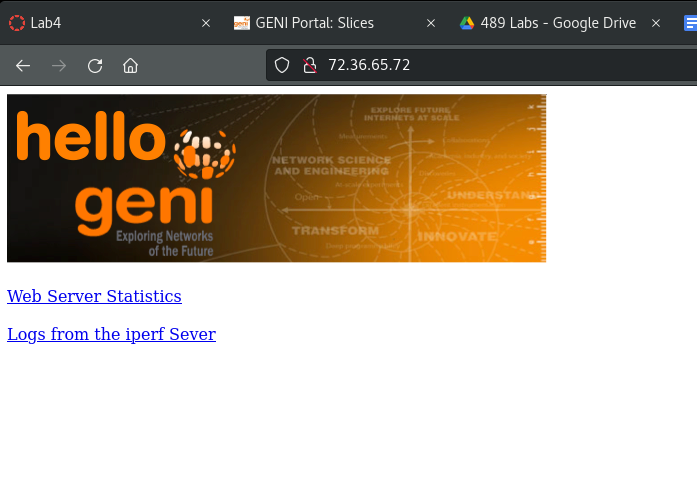 Lab4
GENI Portal: Slices
489 Labs - Google Drive
72.36.65.72
hello
geni
Exploring Networks
of the Future
EXPLORE FUTURE
INTERNETS AT SCALE
NETWORK SCIENCE
AND ENGINEERING
Open
UNDERSTAND
TRANSFORM
INNOVATE
Web Server Statistics
Logs from the iperf Sever